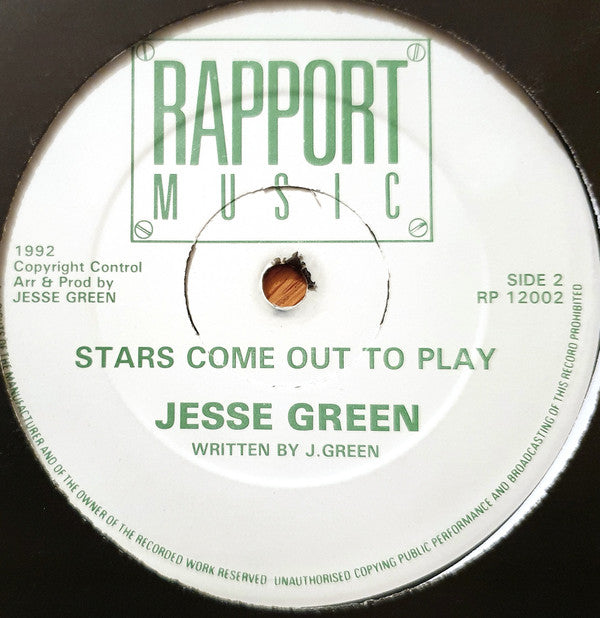 RAPPORT
MUSIC
1992
Copyright Control
Arr & Prod by
JESSE GREEN
SIDE 2
RP 12002
STARS COME OUT TO PLAY
JESSE GREEN
WRITTEN BY J.GREEN
MANUFACTURER AND OF THE OWNER OF THE RECORDED WORK RESERVED UNAUTHORISED COPYING PUBLIC PERFORMANCE AND BROADCASTING OF THIS RECORD PROHIBITED